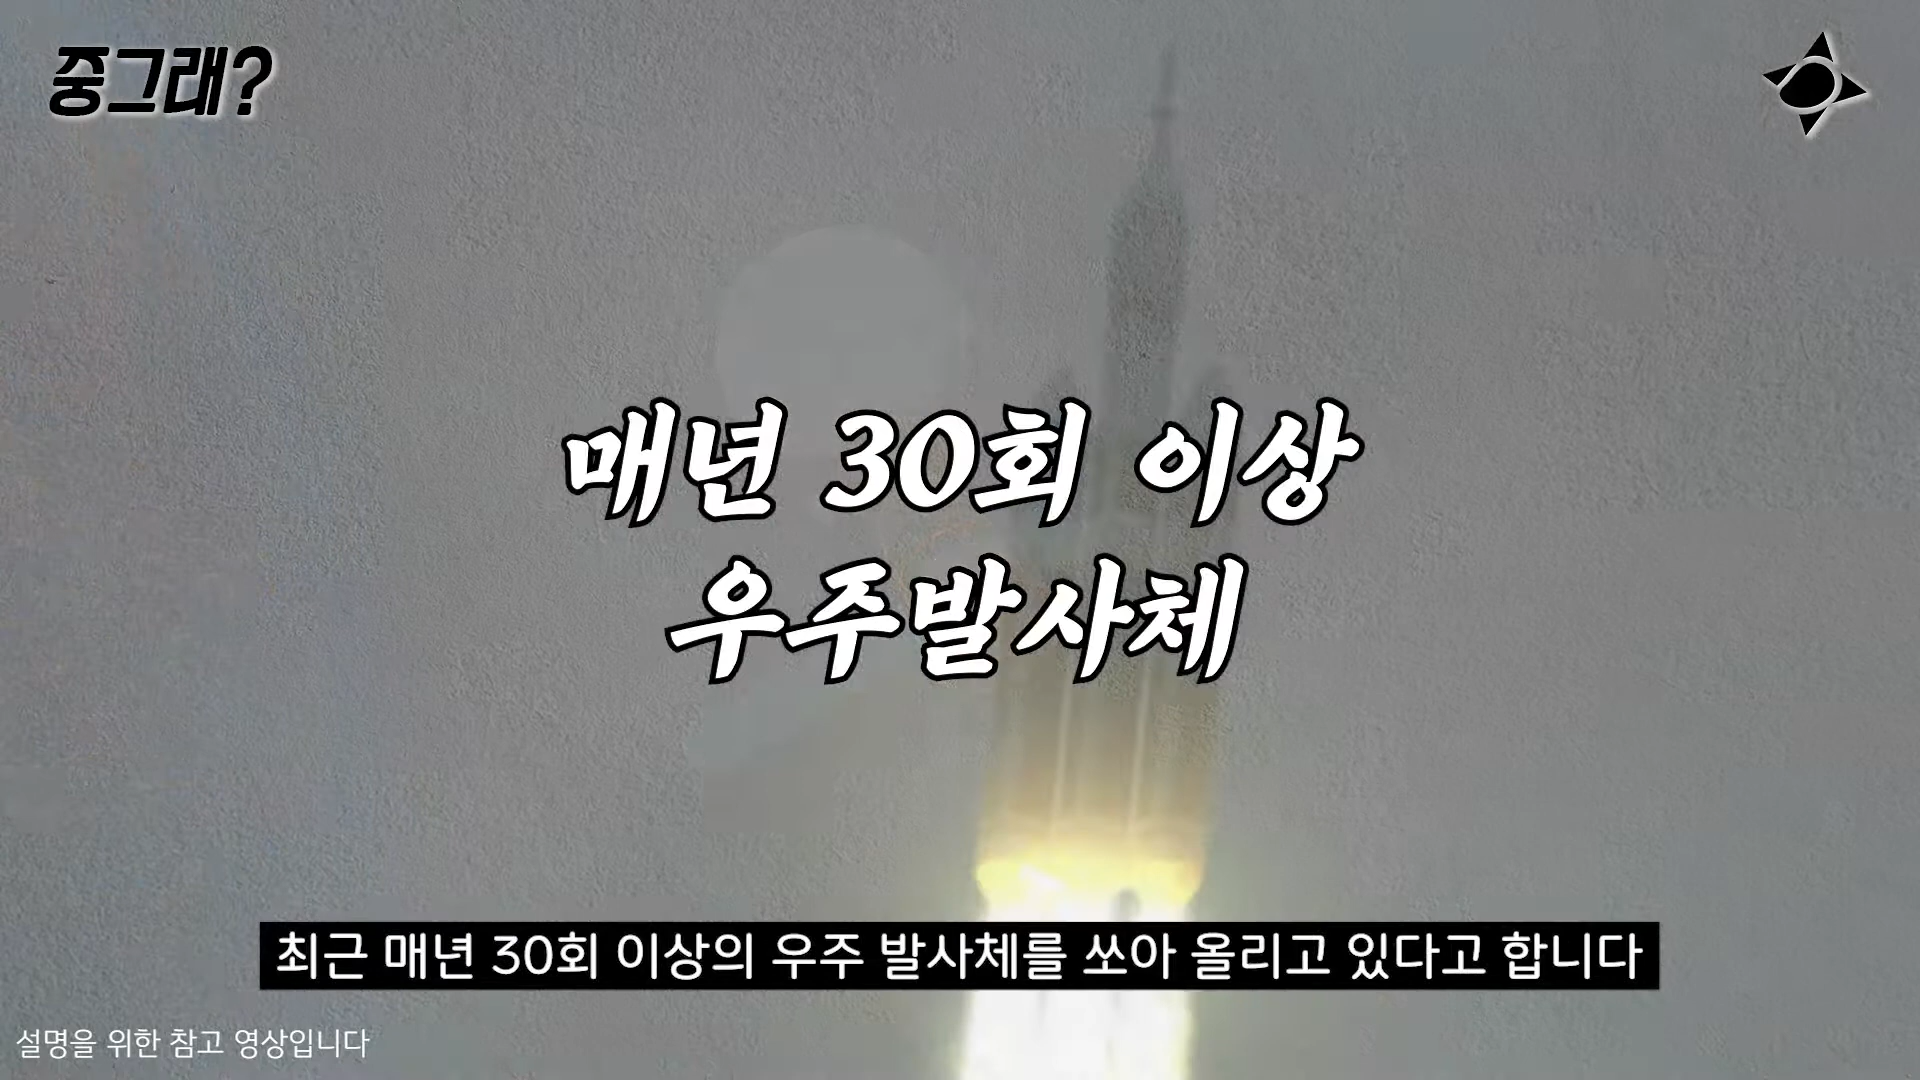 중그래?
매년 30회 이상
우주발사체
최근 매년 30회 이상의 우주 발사체를 쏘아 올리고 있다고 합니다
설명을 위한 참고 영상입니다